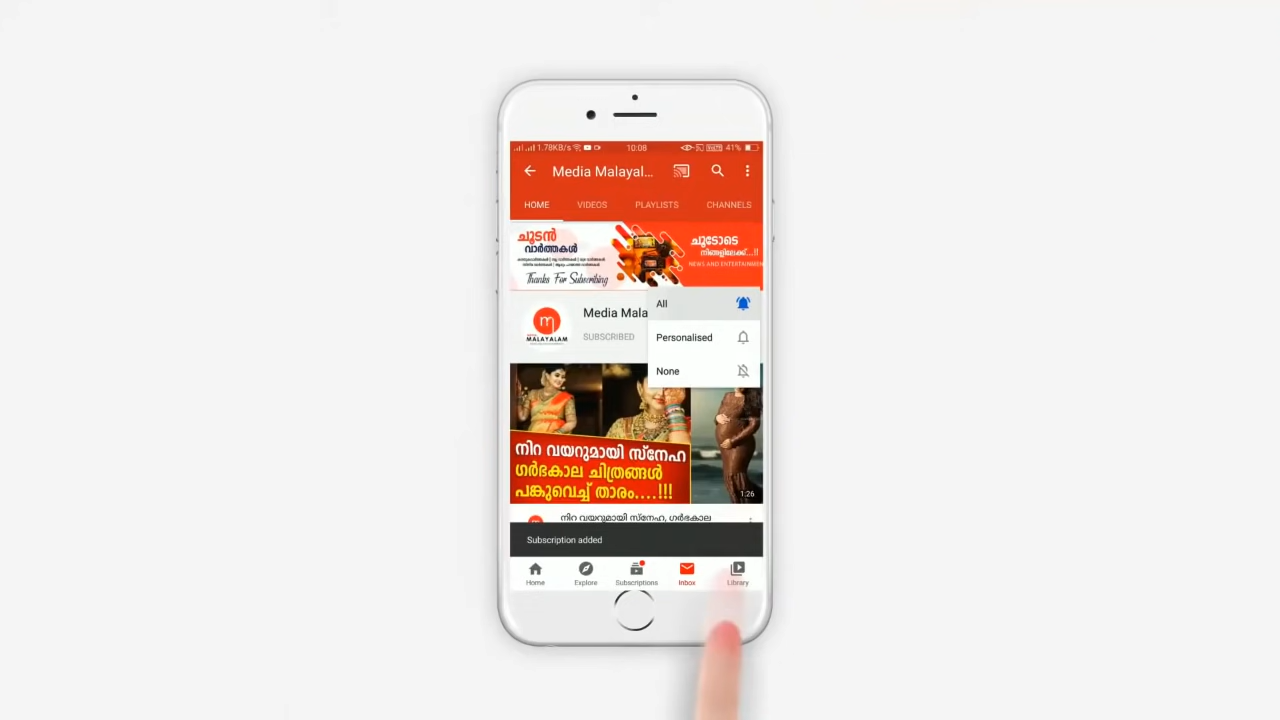 1.78KB/s 10:08 41%
Media Malayal...
HOME VIDEOS PLAYLISTS CHANNELS
ചൂടൻ
വാർത്തകൾ
Thanks For Subscribing
ചൂടോടെ
നിങ്ങളിലേക്ക്...!!
NEWS AND ENTERTAINMEN
All
Media Mala
MALAYALAM
SUBSCRIBED
Personalised
None
നിറ വയറുമായി സ്നേഹ
ഗർഭകാല ചിത്രങ്ങൾ
പങ്കുവെച്ച് താരം....!!!
1:26
നിറ വയറുമായി സ്നേഹ, ഗർഭകാല
Subscription added
Home Explore Subscriptions Inbox Library